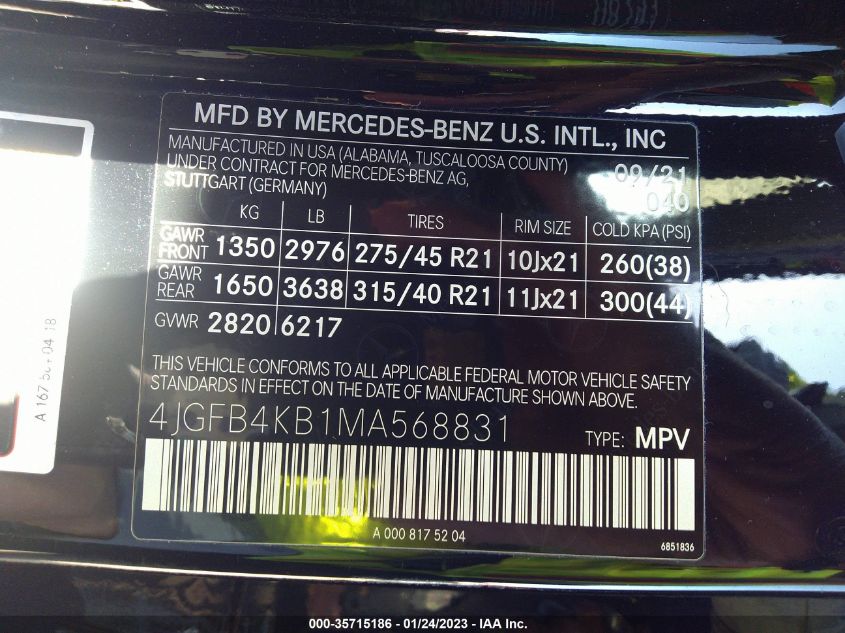 MFD BY MERCEDES-BENZ U.S. INTL., INC
MANUFACTURED IN USA (ALABAMA, TUSCALOOSA COUNTY)
UNDER CONTRACT FOR MERCEDES-BENZ AG,
STUTTGART (GERMANY)
09/21
040
KG LB TIRES RIM SIZE COLD KPA (PSI)
GAWR FRONT 1350 2976 275/45 R21 10Jx21 260(38)
GAWR REAR 1650 3638 315/40 R21 11Jx21 300(44)
GVWR 2820 6217
THIS VEHICLE CONFORMS TO ALL APPLICABLE FEDERAL MOTOR VEHICLE SAFETY
STANDARDS IN EFFECT ON THE DATE OF MANUFACTURE SHOWN ABOVE.
4JGFB4KB1MA568831 TYPE: MPV
A 000 817 52 04
6851836
A 167 18
000-35715186 - 01/24/2023 - IAA Inc.